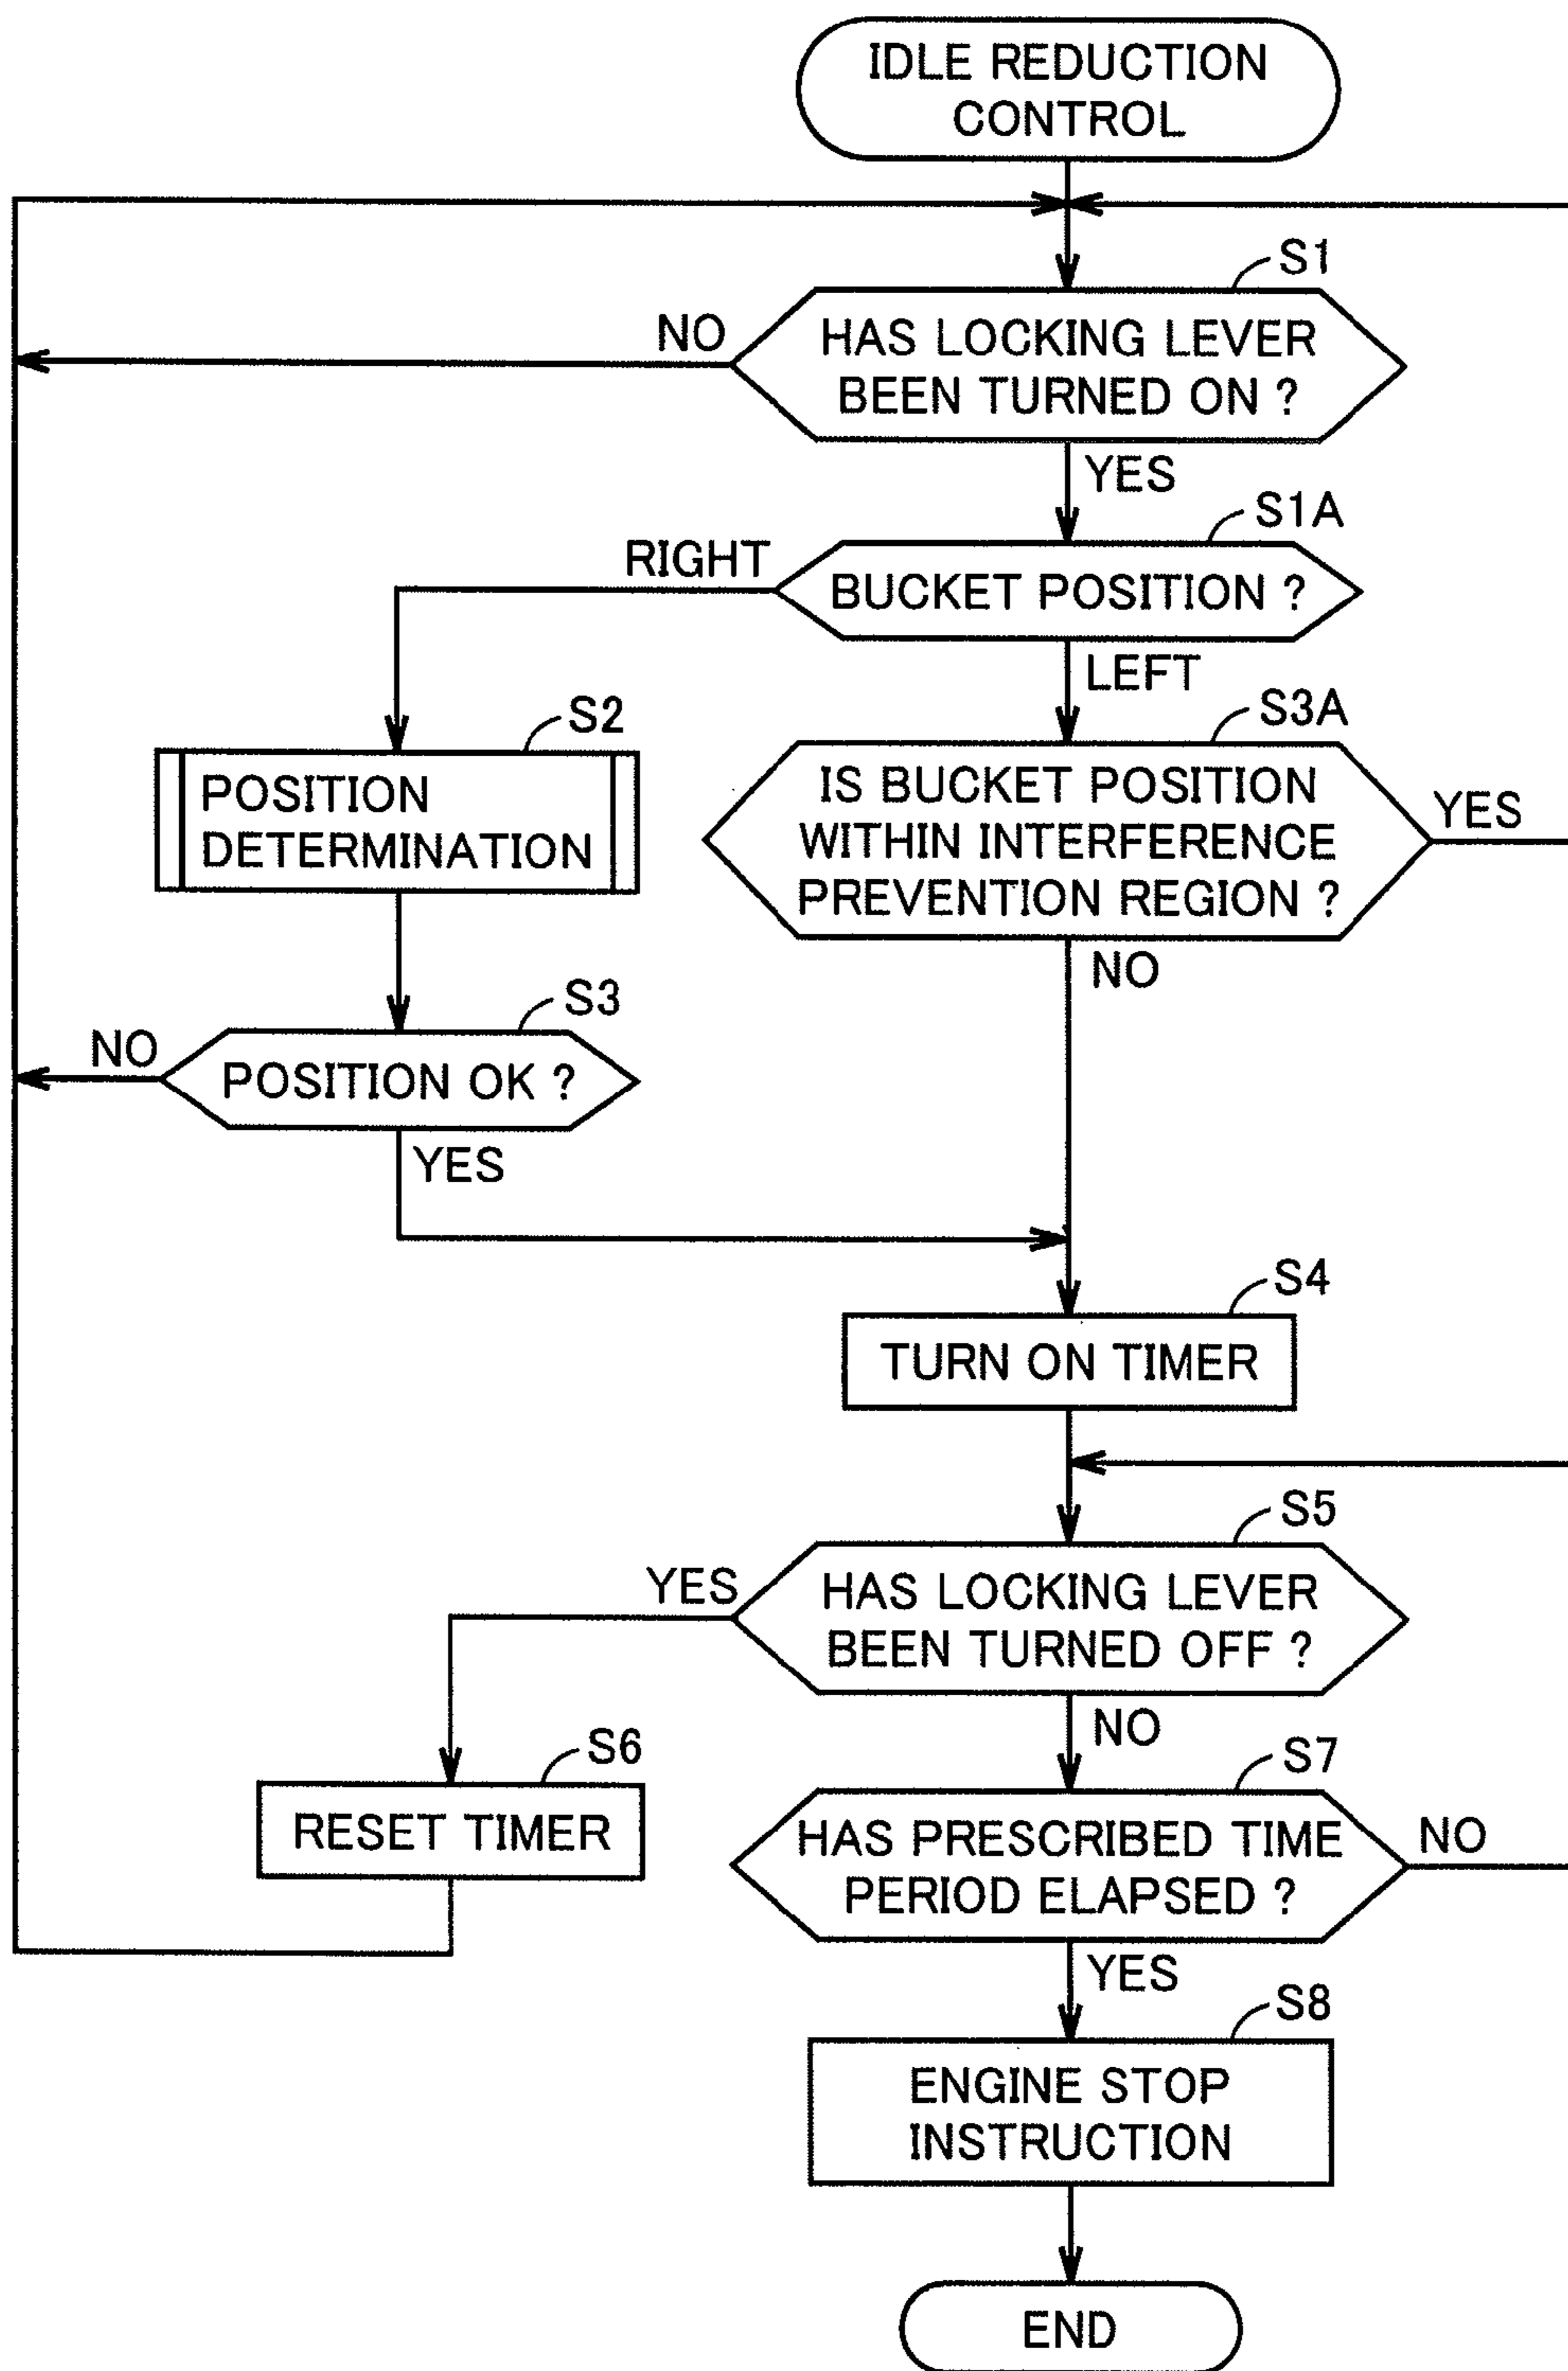 IDLE REDUCTION
CONTROL
S1
NO
HAS LOCKING LEVER
BEEN TURNED ON ?
YES
S1A
RIGHT
BUCKET POSITION ?
LEFT
S2
POSITION
DETERMINATION
S3A
IS BUCKET POSITION
WITHIN INTERFERENCE
PREVENTION REGION ?
YES
NO
S3
NO
POSITION OK ?
YES
S4
TURN ON TIMER
S5
YES
HAS LOCKING LEVER
BEEN TURNED OFF ?
NO
S6
RESET TIMER
S7
HAS PRESCRIBED TIME
PERIOD ELAPSED ?
NO
YES
S8
ENGINE STOP
INSTRUCTION
END